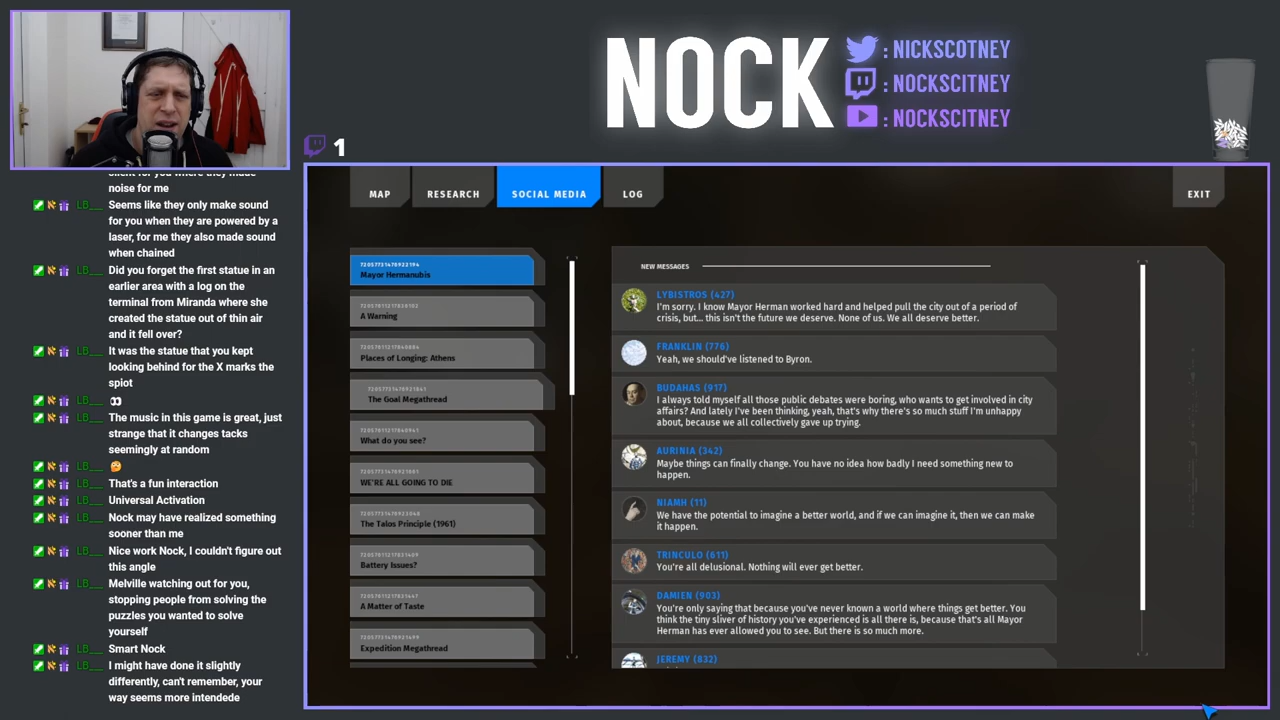 NOCK
: NICKSCOTNEY
: NOCKSCITNEY
: NOCKSCITNEY
1
noise for me
LB__ Seems like they only make sound
for you when they are powered by a
laser, for me they also made sound
when chained
LB__ Did you forget the first statue in an
earlier area with a log on the
terminal from Miranda where she
created the statue out of thin air
and it fell over?
LB__ It was the statue that you kept
looking behind for the X marks the
spiot
LB__ 👀
LB__ The music in this game is great, just
strange that it changes tacks
seemingly at random
LB__ 🤔
LB__ That's a fun interaction
LB__ Universal Activation
LB__ Nock may have realized something
sooner than me
LB__ Nice work Nock, I couldn't figure out
this angle
LB__ Melville watching out for you,
stopping people from solving the
puzzles you wanted to solve
yourself
LB__ Smart Nock
LB__ I might have done it slightly
differently, can't remember, your
way seems more intendede
MAP
RESEARCH
SOCIAL MEDIA
LOG
EXIT
Mayor Hermanubis
A Warning
Places of Longing: Athens
The Goal Megathread
What do you see?
WE'RE ALL GOING TO DIE
The Talos Principle (1961)
Battery Issues?
A Matter of Taste
Expedition Megathread
NEW MESSAGES
LYBISTROS (427)
I'm sorry. I know Mayor Herman worked hard and helped pull the city out of a period of
crisis, but... this isn't the future we deserve. None of us. We all deserve better.
FRANKLIN (776)
Yeah, we should've listened to Byron.
BUDAHAS (917)
I always told myself all those public debates were boring, who wants to get involved in city
affairs? And lately I've been thinking, yeah, that's why there's so much stuff I'm unhappy
about, because we all collectively gave up trying.
AURINIA (342)
Maybe things can finally change. You have no idea how badly I need something new to
happen.
NIAMH (11)
We have the potential to imagine a better world, and if we can imagine it, then we can make
it happen.
TRINCULO (611)
You're all delusional. Nothing will ever get better.
DAMIEN (903)
You're only saying that because you've never known a world where things get better. You
think the tiny sliver of history you've experienced is all there is, because that's all Mayor
Herman has ever allowed you to see. But there is so much more.
JEREMY (832)